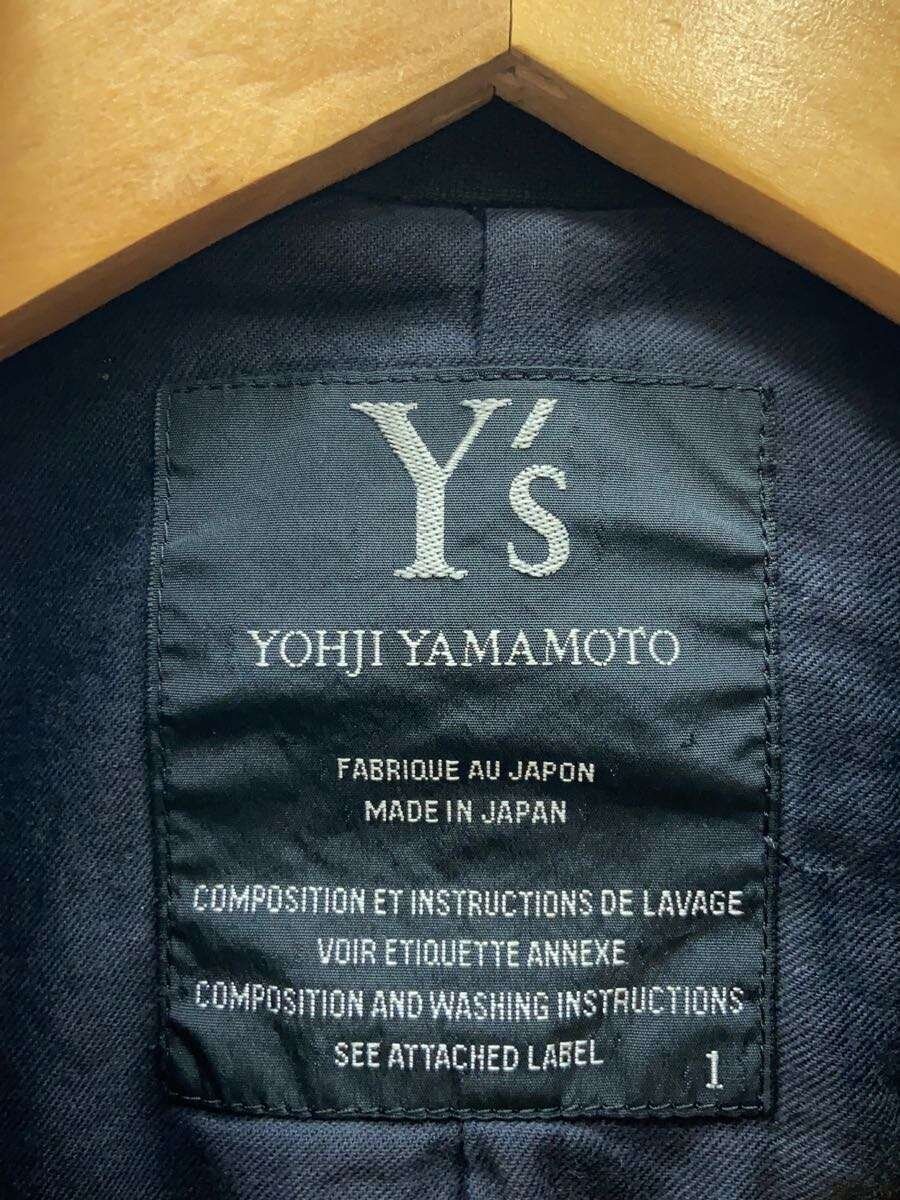 Y's
YOHJI YAMAMOTO
FABRIQUE AU JAPON
MADE IN JAPAN
COMPOSITION ET INSTRUCTIONS DE LAVAGE
VOIR ETIQUETTE ANNEXE
COMPOSITION AND WASHING INSTRUCTIONS
SEE ATTACHED LABEL
1